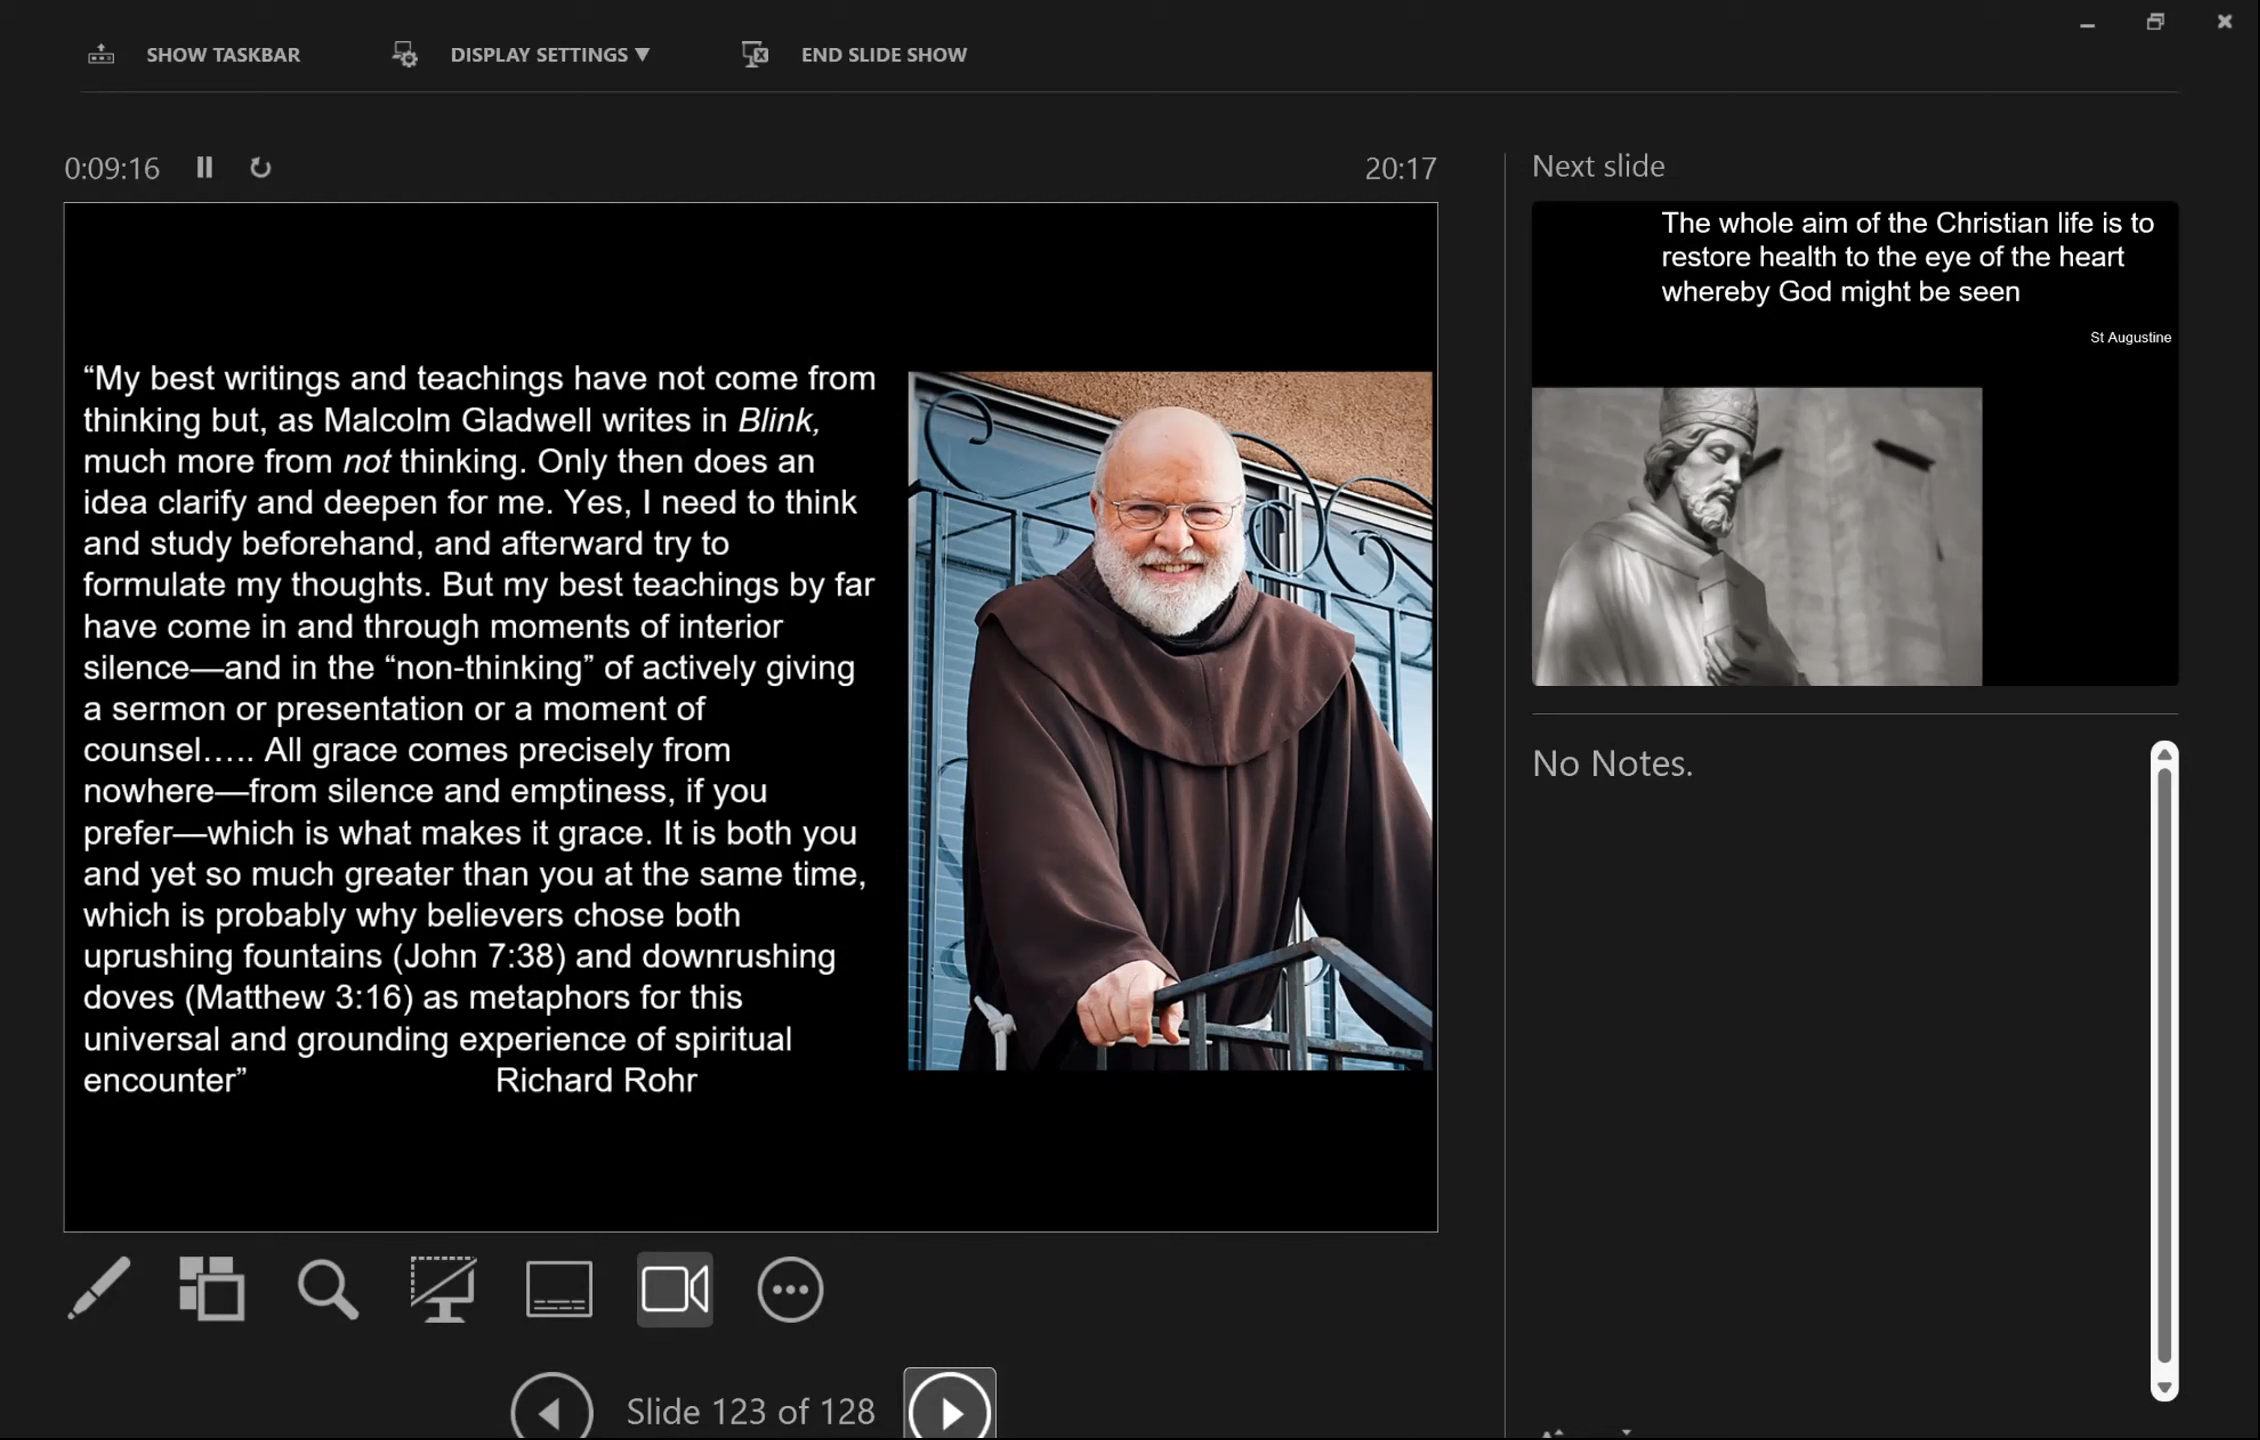 SHOW TASKBAR
DISPLAY SETTINGS ▼
END SLIDE SHOW
0:09:16
20:17
“My best writings and teachings have not come from
thinking but, as Malcolm Gladwell writes in Blink,
much more from not thinking. Only then does an
idea clarify and deepen for me. Yes, I need to think
and study beforehand, and afterward try to
formulate my thoughts. But my best teachings by far
have come in and through moments of interior
silence—and in the “non-thinking” of actively giving
a sermon or presentation or a moment of
counsel….. All grace comes precisely from
nowhere—from silence and emptiness, if you
prefer—which is what makes it grace. It is both you
and yet so much greater than you at the same time,
which is probably why believers chose both
uprushing fountains (John 7:38) and downrushing
doves (Matthew 3:16) as metaphors for this
universal and grounding experience of spiritual
encounter” Richard Rohr
Slide 123 of 128
Next slide
The whole aim of the Christian life is to
restore health to the eye of the heart
whereby God might be seen
St Augustine
No Notes.